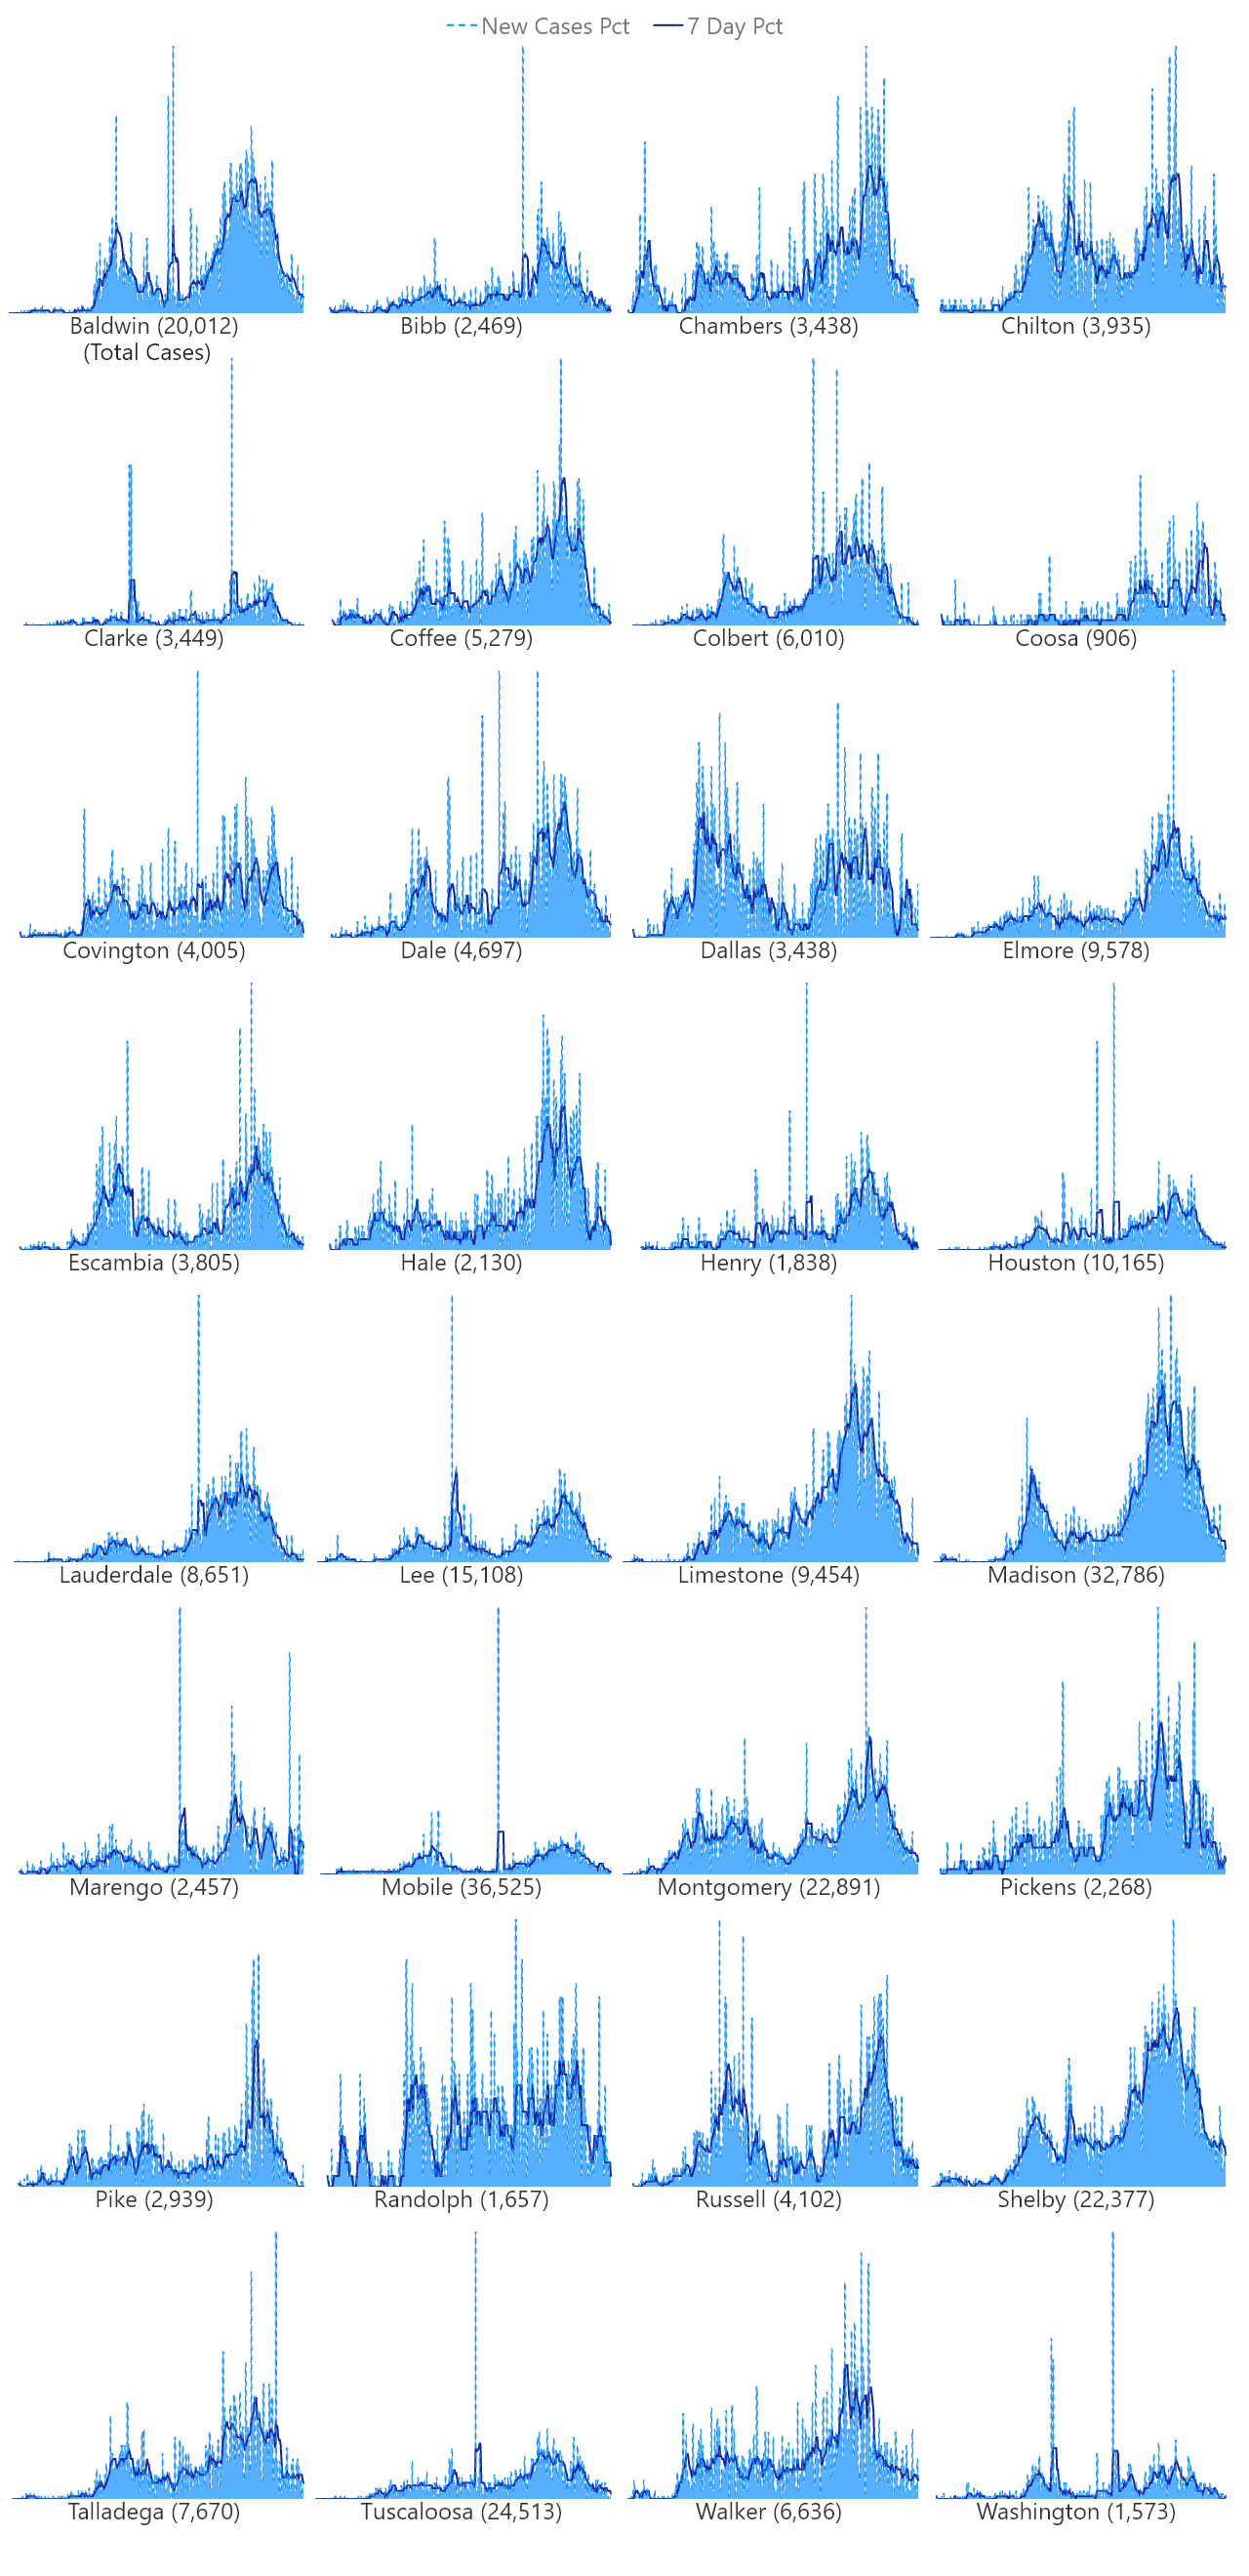 New Cases Pct 7 Day Pct
Baldwin (20,012) Bibb (2,469) Chambers (3,438) Chilton (3,935)
(Total Cases)
Clarke (3,449) Coffee (5,279) Colbert (6,010) Coosa (906)
Covington (4,005) Dale (4,697) Dallas (3,438) Elmore (9,578)
Escambia (3,805) Hale (2,130) Henry (1,838) Houston (10,165)
Lauderdale (8,651) Lee (15,108) Limestone (9,454) Madison (32,786)
Marengo (2,457) Mobile (36,525) Montgomery (22,891) Pickens (2,268)
Pike (2,939) Randolph (1,657) Russell (4,102) Shelby (22,377)
Talladega (7,670) Tuscaloosa (24,513) Walker (6,636) Washington (1,573)